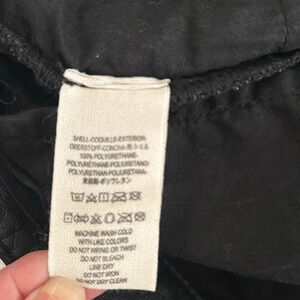 SHELL-COQUILLE-EXTERIOR-
OBERSTOFF-CONCHA-
100% POLYURETHANE-
POLYURÉTHANE-POLIURETANO-
POLYURETHAN-POLIURETANO-
ポリウレタン
MACHINE WASH COLD
WITH LIKE COLORS
DO NOT WRING OR TWIST
DO NOT BLEACH
LINE DRY
DO NOT IRON
DO NOT DRY CLEAN